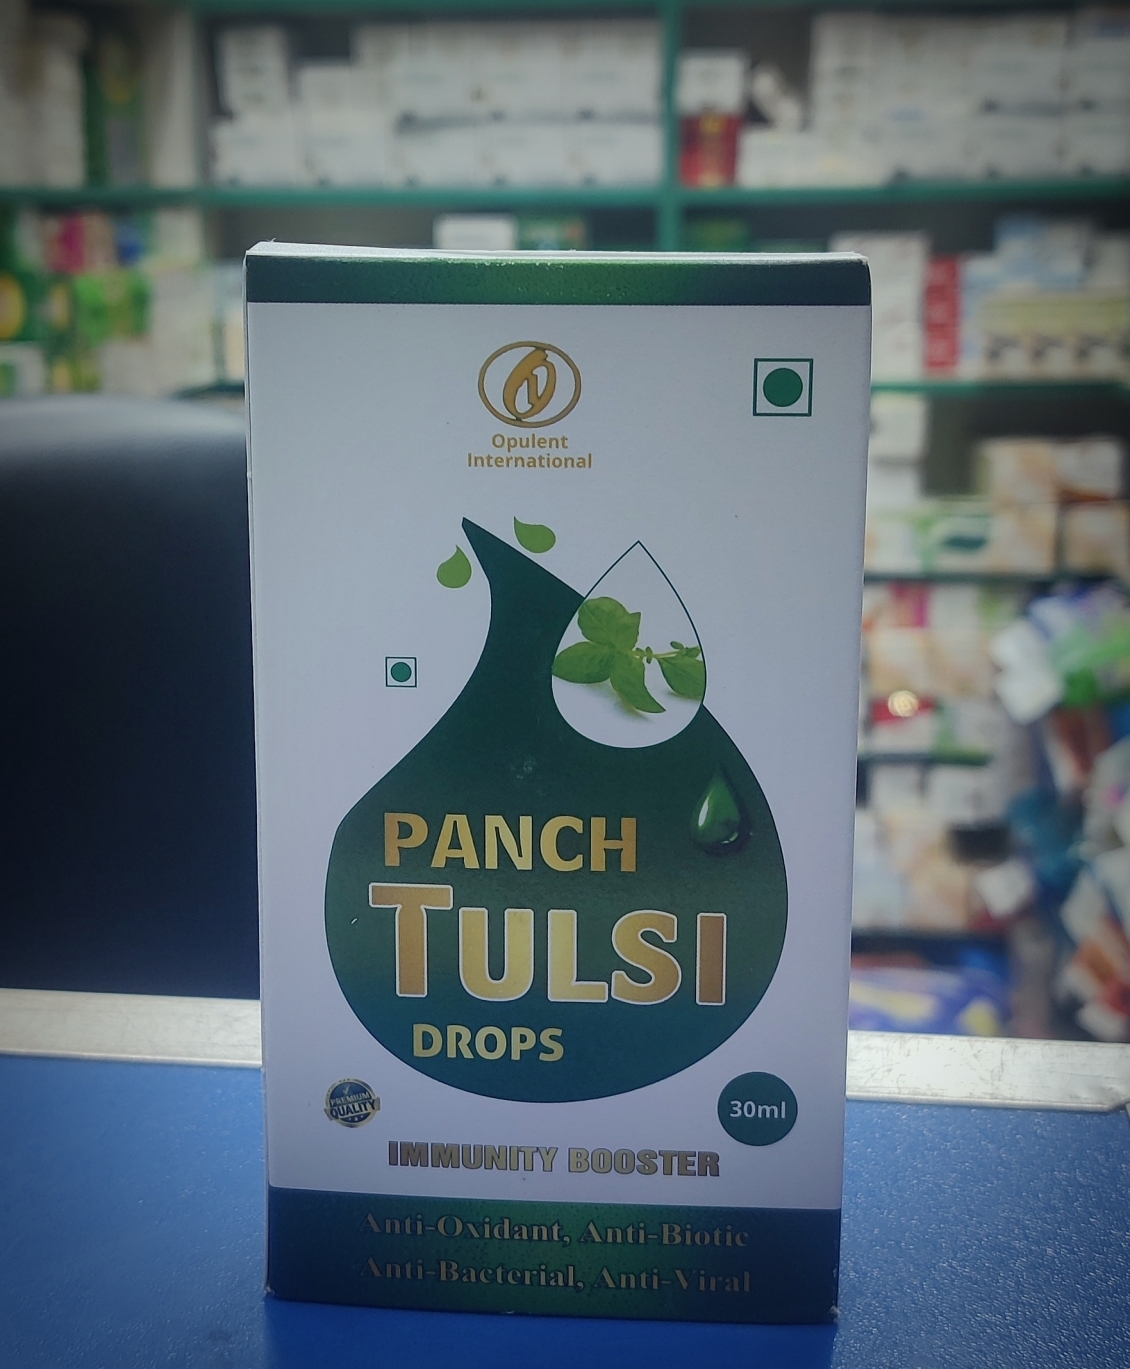 Opulent
International
PANCH
TULSI
DROPS
PREMIUM
QUALITY
30ml
IMMUNITY BOOSTER
Anti-Oxidant, Anti-Biotic
Anti-Bacterial, Anti-Viral